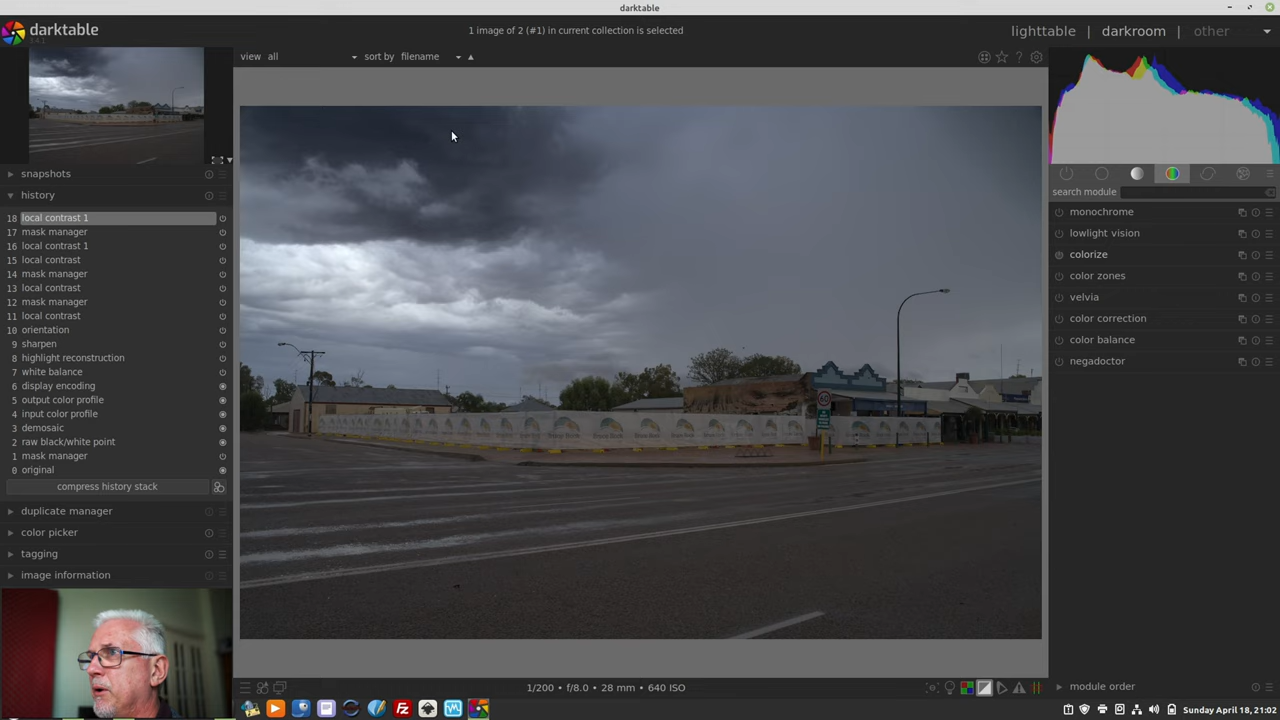 darktable
darktable
3.4.1
1 image of 2 (#1) in current collection is selected
lighttable | darkroom | other
view all sort by filename
snapshots
history
18 local contrast 1
17 mask manager
16 local contrast 1
15 local contrast
14 mask manager
13 local contrast
12 mask manager
11 local contrast
10 orientation
9 sharpen
8 highlight reconstruction
7 white balance
6 display encoding
5 output color profile
4 input color profile
3 demosaic
2 raw black/white point
1 mask manager
0 original
compress history stack
duplicate manager
color picker
tagging
image information
search module
monochrome
lowlight vision
colorize
color zones
velvia
color correction
color balance
negadoctor
module order
1/200 • f/8.0 • 28 mm • 640 ISO
Sunday April 18, 21:02